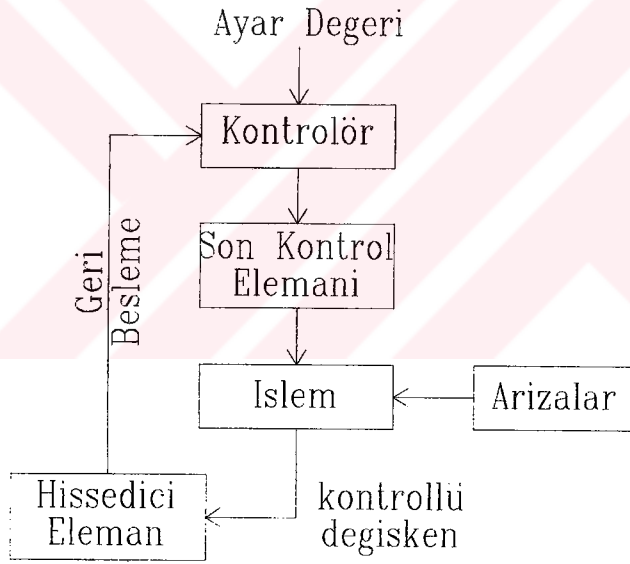 Ayar Degeri
Kontrolör
Geri
Besleme
Son Kontrol
Elemani
Islem
Arizalar
Hissedici
Eleman
kontrollü
degisken